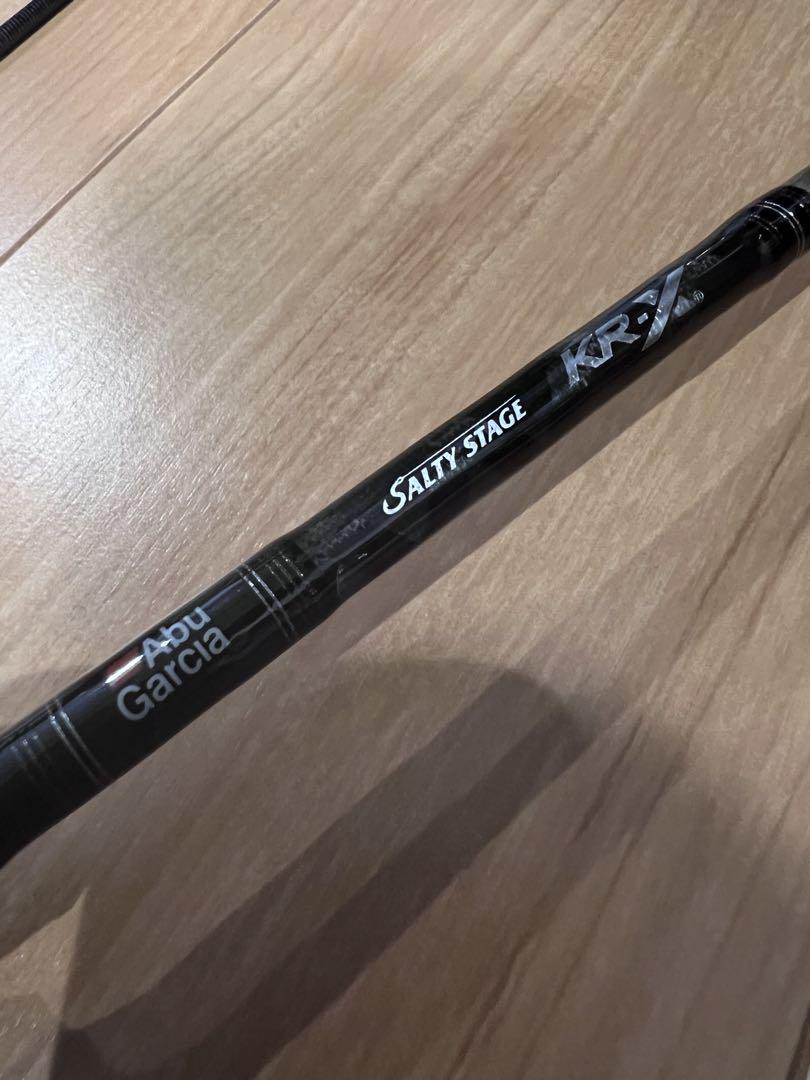 Abu
Garcia
SALTY STAGE
KR-X®